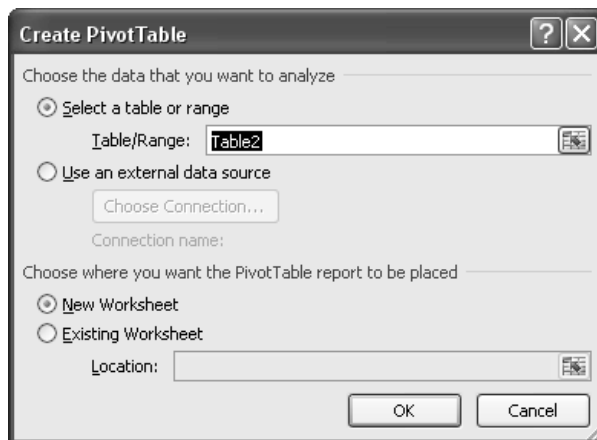 Create PivotTable
Choose the data that you want to analyze
Select a table or range
Table/Range: Table2
Use an external data source
Choose Connection...
Connection name:
Choose where you want the PivotTable report to be placed
New Worksheet
Existing Worksheet
Location:
OK Cancel